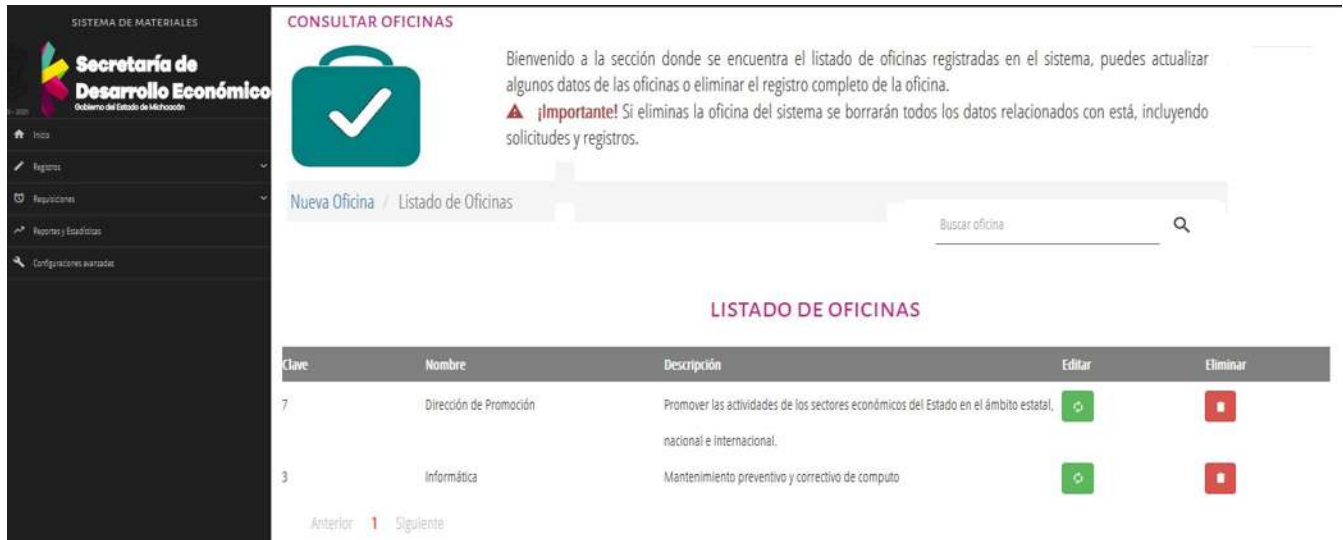 SISTEMA DE MATERIALES
Secretaría de
Desarrollo Económico
Gobierno del Estado de Michoacán
Inicio
Registros
Requisiciones
Reportes y Estadísticas
Configuraciones avanzadas
CONSULTAR OFICINAS
Bienvenido a la sección donde se encuentra el listado de oficinas registradas en el sistema, puedes actualizar
algunos datos de las oficinas o eliminar el registro completo de la oficina.
¡Importante! Si eliminas la oficina del sistema se borrarán todos los datos relacionados con está, incluyendo
solicitudes y registros.
Nueva Oficina / Listado de Oficinas
Buscar oficina
LISTADO DE OFICINAS
Clave Nombre Descripción Editar Eliminar
7 Dirección de Promoción Promover las actividades de los sectores económicos del Estado en el ámbito estatal,
nacional e internacional.
3 Informática Mantenimiento preventivo y correctivo de computo
Anterior 1 Siguiente